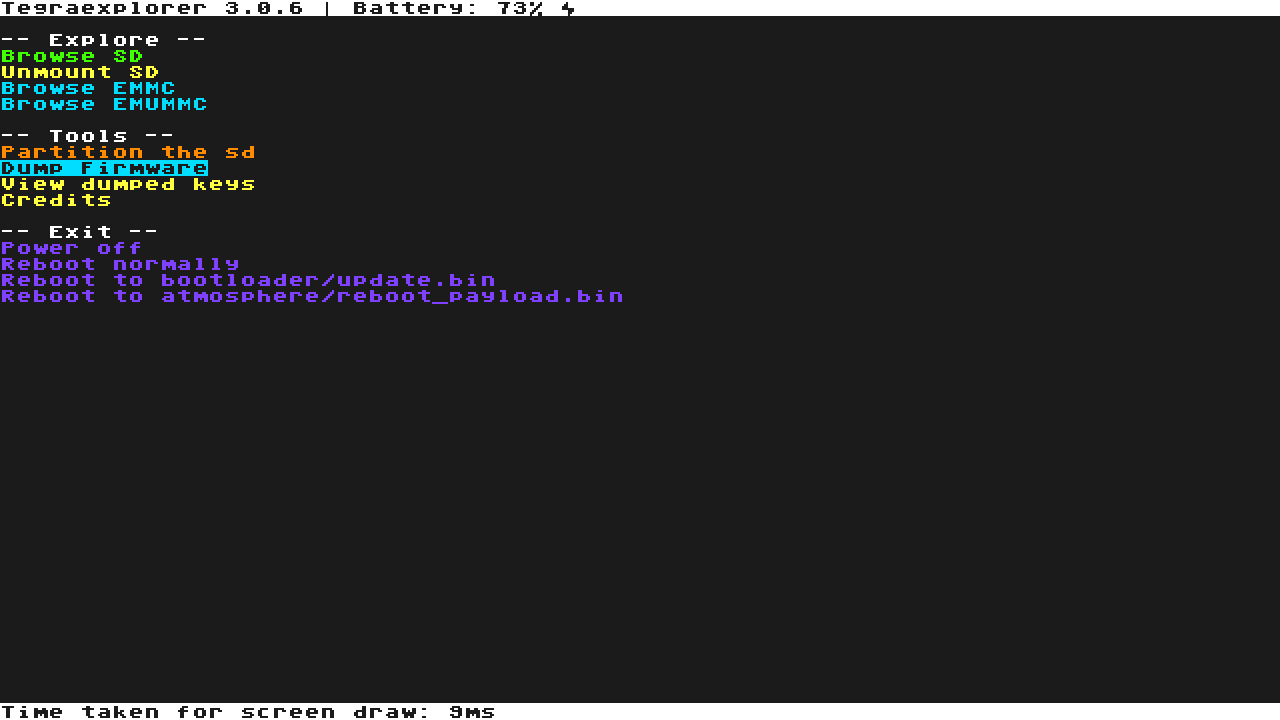 Tegraexplorer 3.0.6 | Battery: 73% ϟ
-- Explore --
Browse SD
Unmount SD
Browse EMMC
Browse EMUMMC
-- Tools --
Partition the sd
Dump Firmware
View dumped keys
Credits
-- Exit --
Power off
Reboot normally
Reboot to bootloader/update.bin
Reboot to atmosphere/reboot_payload.bin
Time taken for screen draw: 9ms